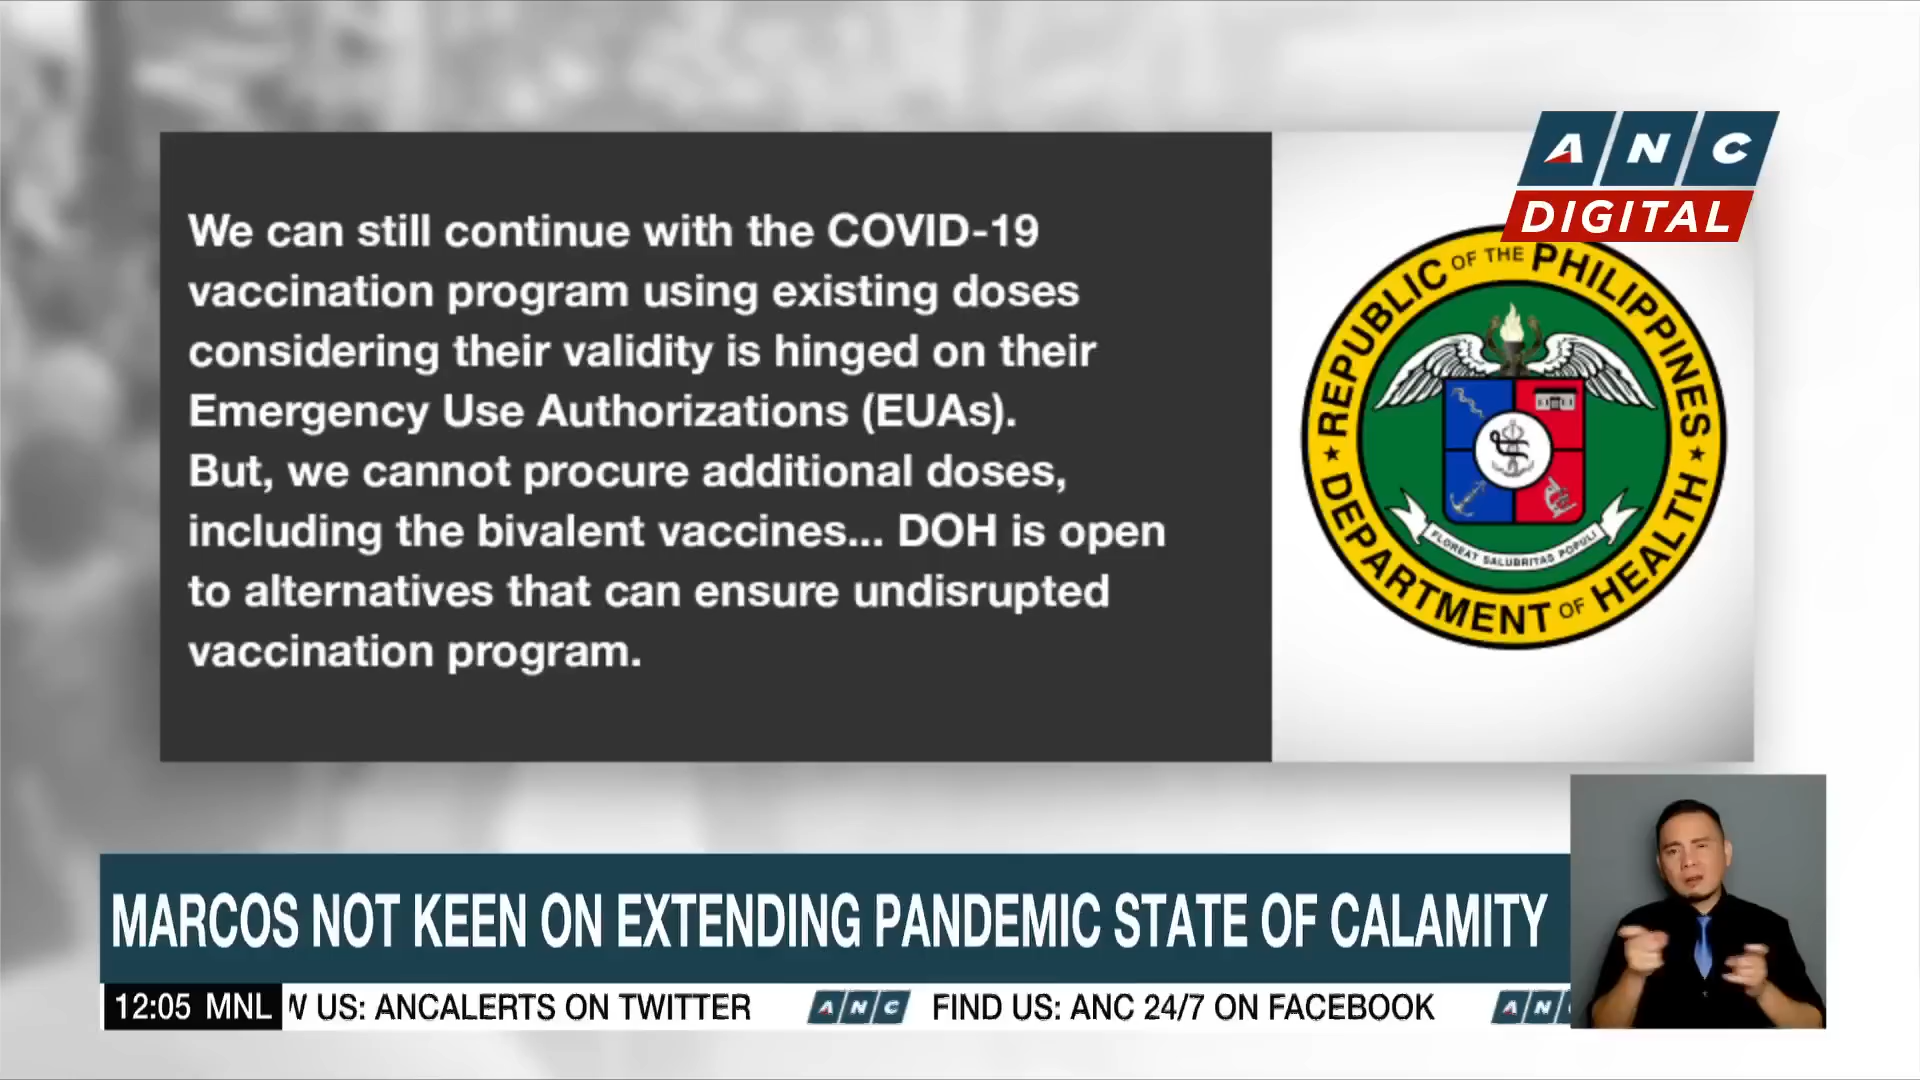 ANC
DIGITAL
We can still continue with the COVID-19
vaccination program using existing doses
considering their validity is hinged on their
Emergency Use Authorizations (EUAs).
But, we cannot procure additional doses,
including the bivalent vaccines... DOH is open
to alternatives that can ensure undisrupted
vaccination program.
REPUBLIC OF THE PHILIPPINES
DEPARTMENT OF HEALTH
FLOREAT SALUBRITAS POPULI
MARCOS NOT KEEN ON EXTENDING PANDEMIC STATE OF CALAMITY
12:05 MNL W US: ANCALERTS ON TWITTER ANC FIND US: ANC 24/7 ON FACEBOOK AN